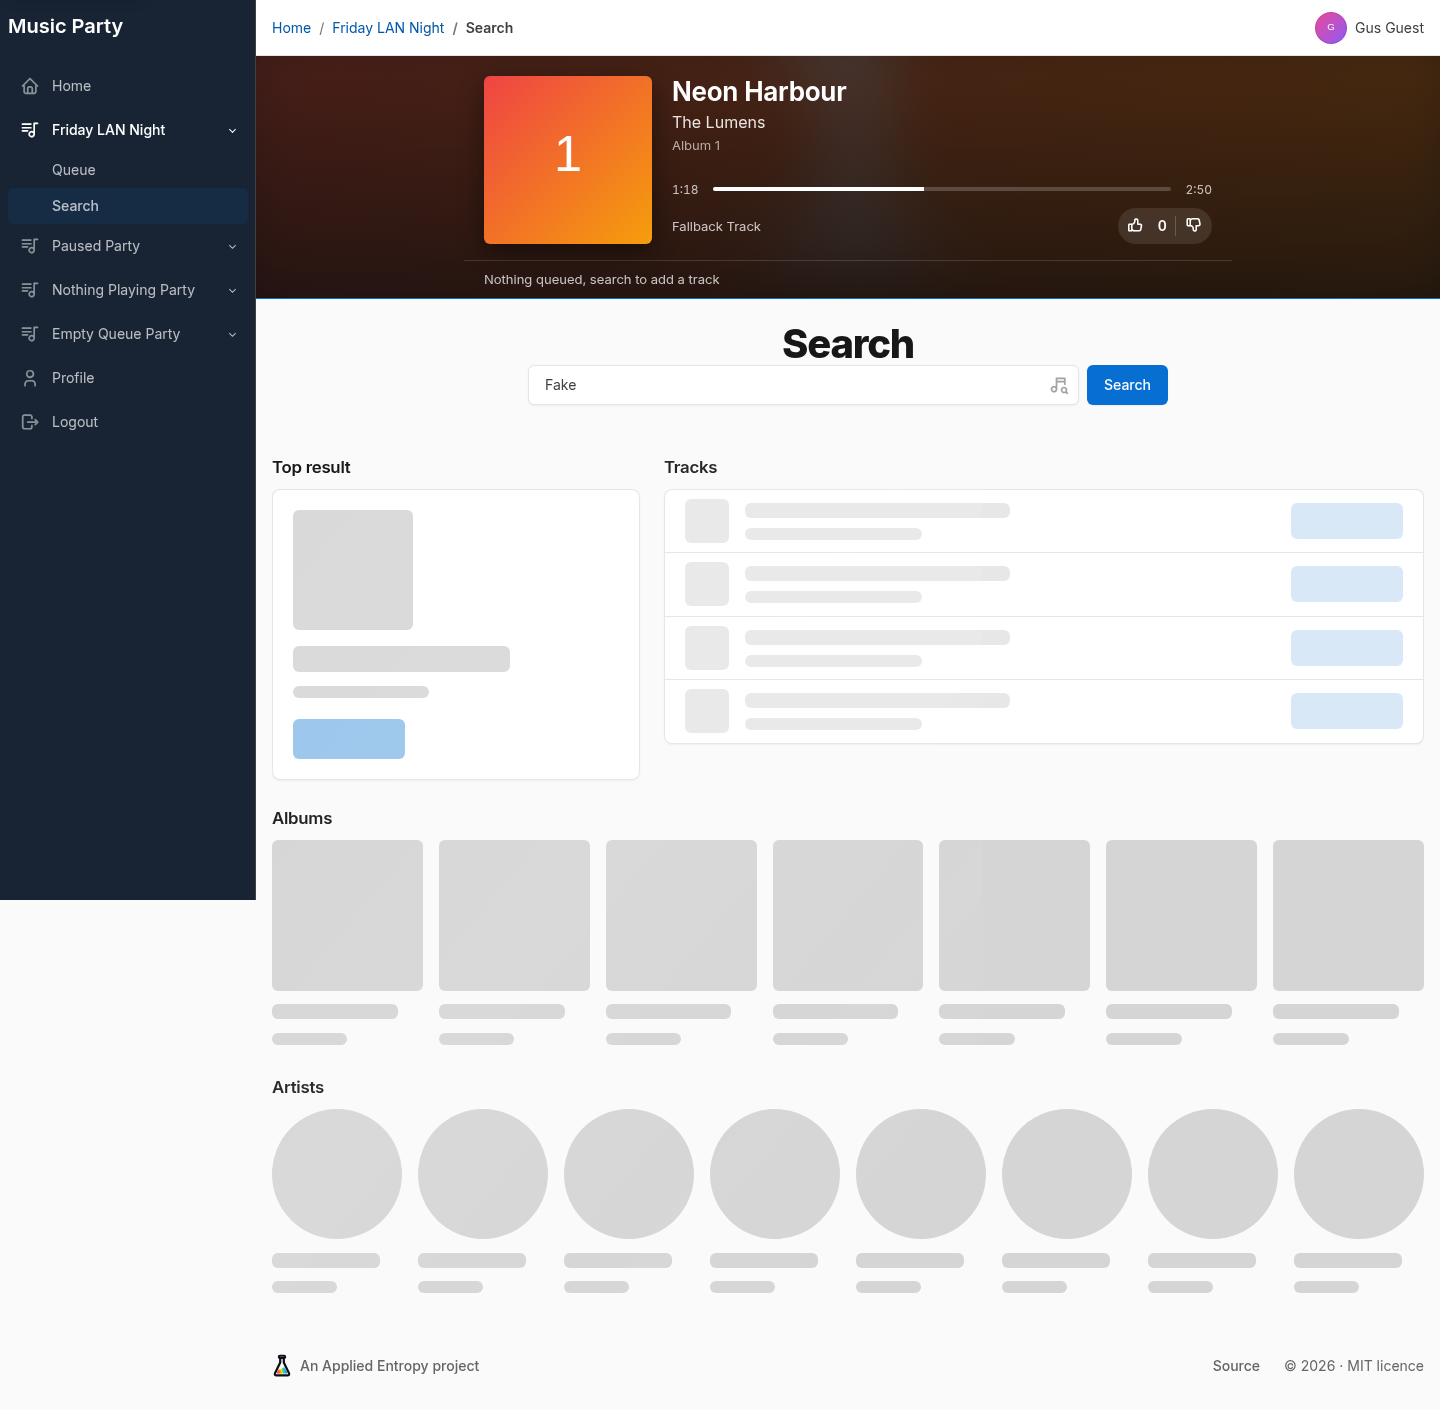 Music Party
Home
Friday LAN Night
Queue
Search
Paused Party
Nothing Playing Party
Empty Queue Party
Profile
Logout
Home / Friday LAN Night / Search
G
Gus Guest
1
Neon Harbour
The Lumens
Album 1
1:18
2:50
Fallback Track
0
Nothing queued, search to add a track
Search
Fake
Search
Top result
Tracks
Albums
Artists
An Applied Entropy project
Source
© 2026 · MIT licence